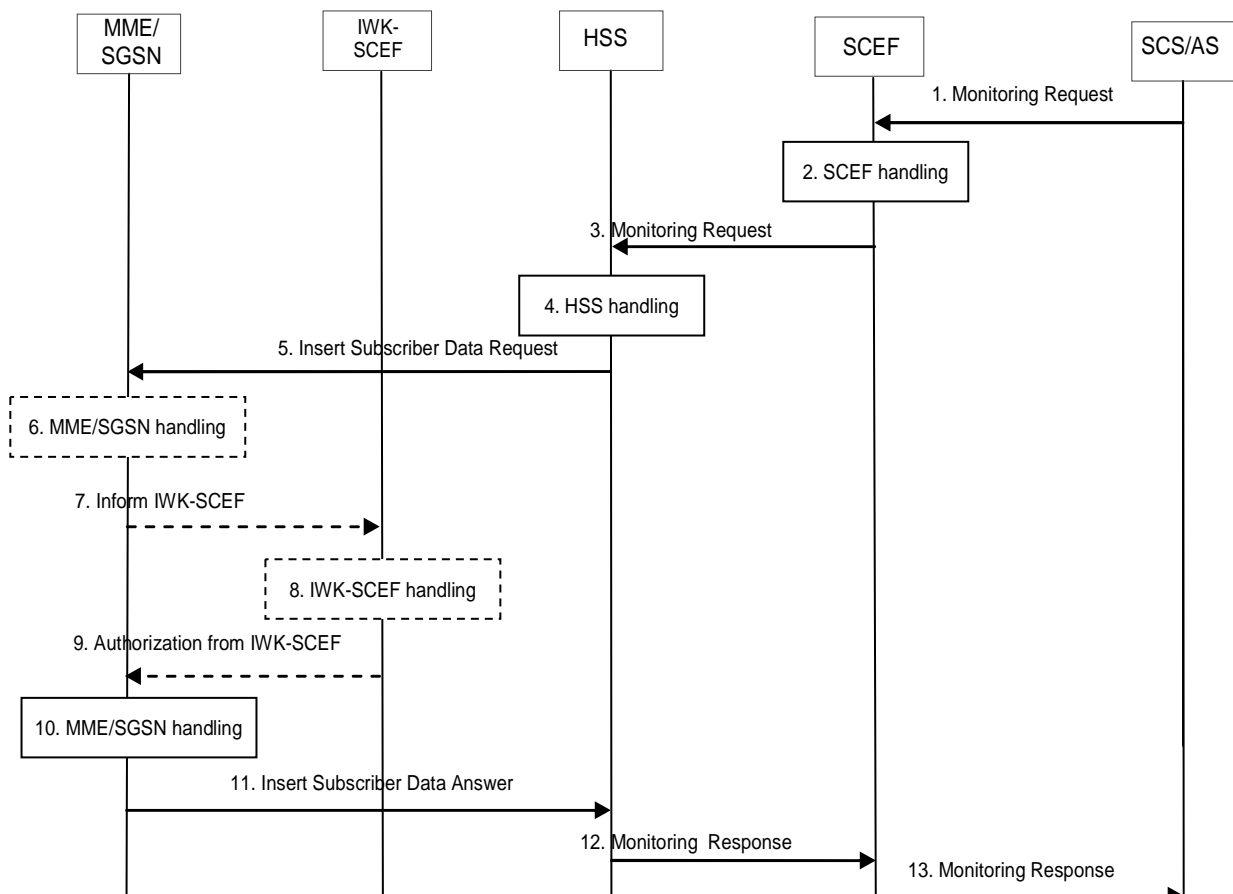 MME/
SGSN
IWK-
SCEF
HSS
SCEF
SCS/AS
1. Monitoring Request
2. SCEF handling
3. Monitoring Request
4. HSS handling
5. Insert Subscriber Data Request
6. MME/SGSN handling
7. Inform IWK-SCEF
8. IWK-SCEF handling
9. Authorization from IWK-SCEF
10. MME/SGSN handling
11. Insert Subscriber Data Answer
12. Monitoring Response
13. Monitoring Response